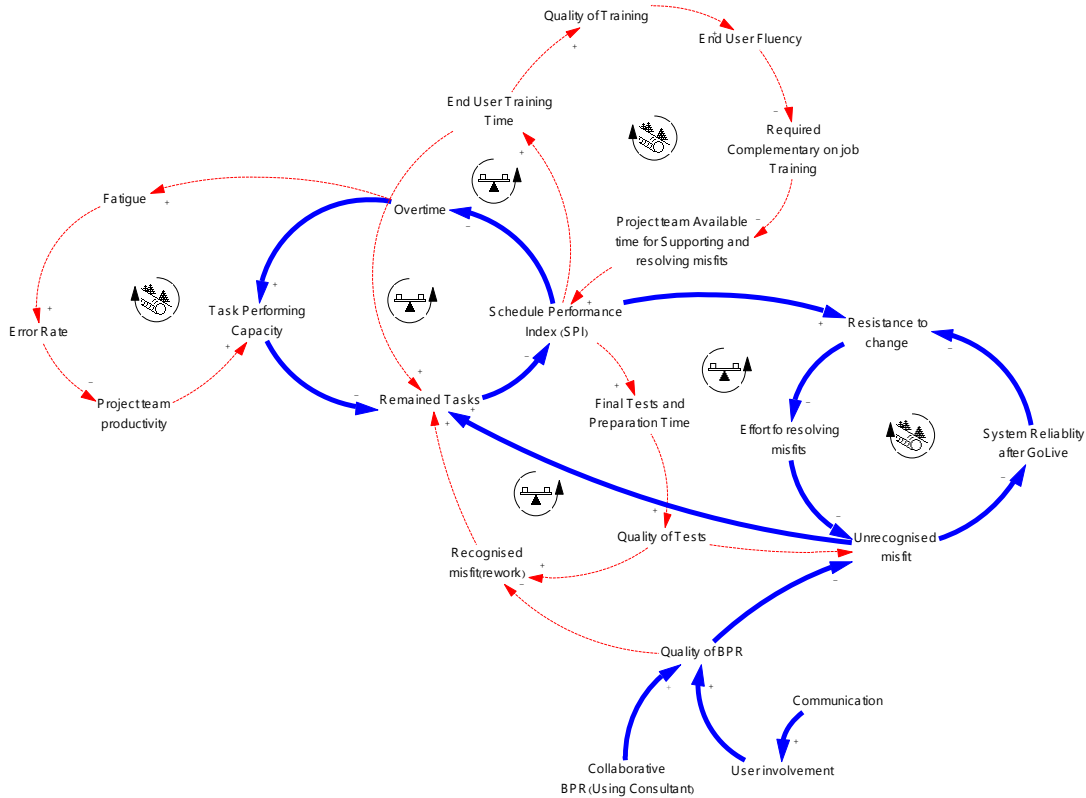 Quality of Training
End User Fluency
End User Training
Time
Required
Complementary on job
Training
Fatigue
Overtime
Project team Available
time for Supporting and
resolving misfits
Error Rate
Task Performing
Capacity
Schedule Performance
Index (SPI)
Resistance to
change
Project team
productivity
Remained Tasks
Final Tests and
Preparation Time
Effort fo resolving
misfits
System Reliablity
after GoLive
Quality of Tests
Unrecognised
misfit
Recognised
misfit(rework)
Quality of BPR
Communication
Collaborative
BPR (Using Consultant)
User involvement